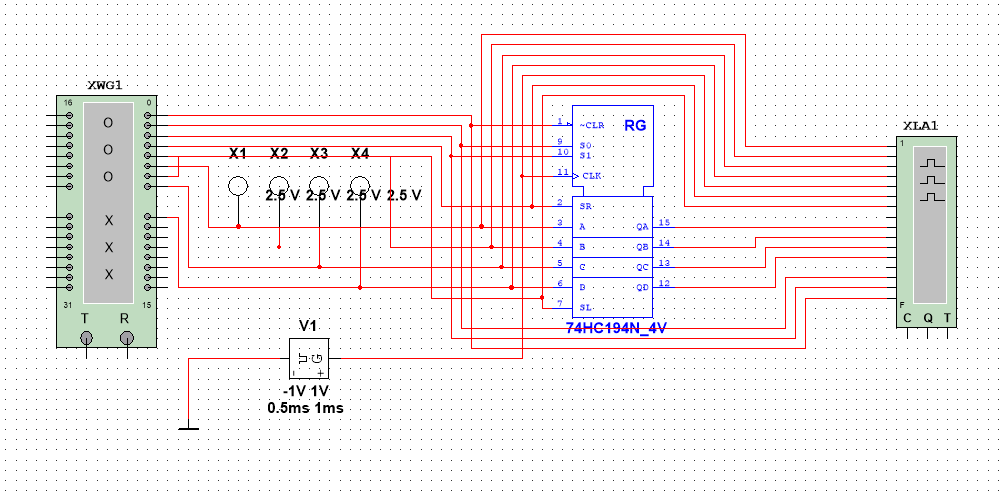 XWG1
16 0
O
O
O
X
X
X
31 15
T R
X1 X2 X3 X4
2.5 V 2.5 V 2.5 V 2.5 V
V1
U G
- +
-1V 1V
0.5ms 1ms
RG
1 ~CLR
9 S0
10 S1
11 CLK
2 SR
3 A QA 15
4 B QB 14
5 C QC 13
6 D QD 12
7 SL
74HC194N_4V
XLA1
1
F
C Q T